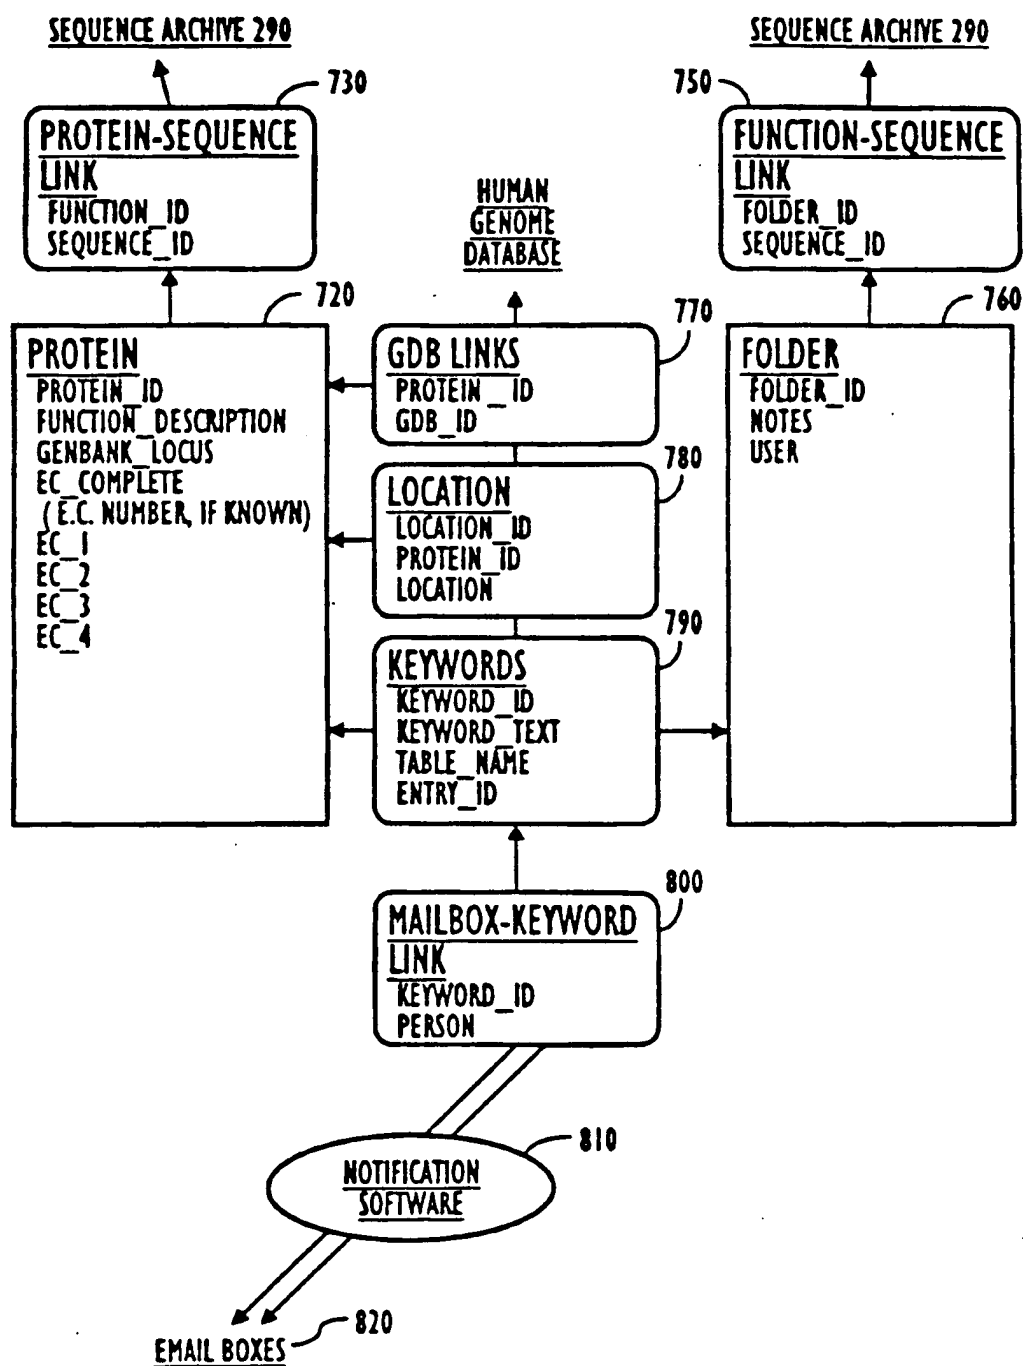 SEQUENCE ARCHIVE 290
SEQUENCE ARCHIVE 290
730
750
PROTEIN-SEQUENCE
LINK
FUNCTION_ID
SEQUENCE_ID
FUNCTION-SEQUENCE
LINK
FOLDER_ID
SEQUENCE_ID
HUMAN
GENOME
DATABASE
720
PROTEIN
PROTEIN_ID
FUNCTION_DESCRIPTION
GENBANK_LOCUS
EC_COMPLETE
(E.C. NUMBER, IF KNOWN)
EC_1
EC_2
EC_3
EC_4
770
GDB LINKS
PROTEIN_ID
GDB_ID
760
FOLDER
FOLDER_ID
NOTES
USER
780
LOCATION
LOCATION_ID
PROTEIN_ID
LOCATION
790
KEYWORDS
KEYWORD_ID
KEYWORD_TEXT
TABLE_NAME
ENTRY_ID
800
MAILBOX-KEYWORD
LINK
KEYWORD_ID
PERSON
810
NOTIFICATION
SOFTWARE
820
EMAIL BOXES